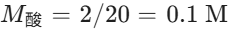 M酸 = 2/20 = 0.1 M